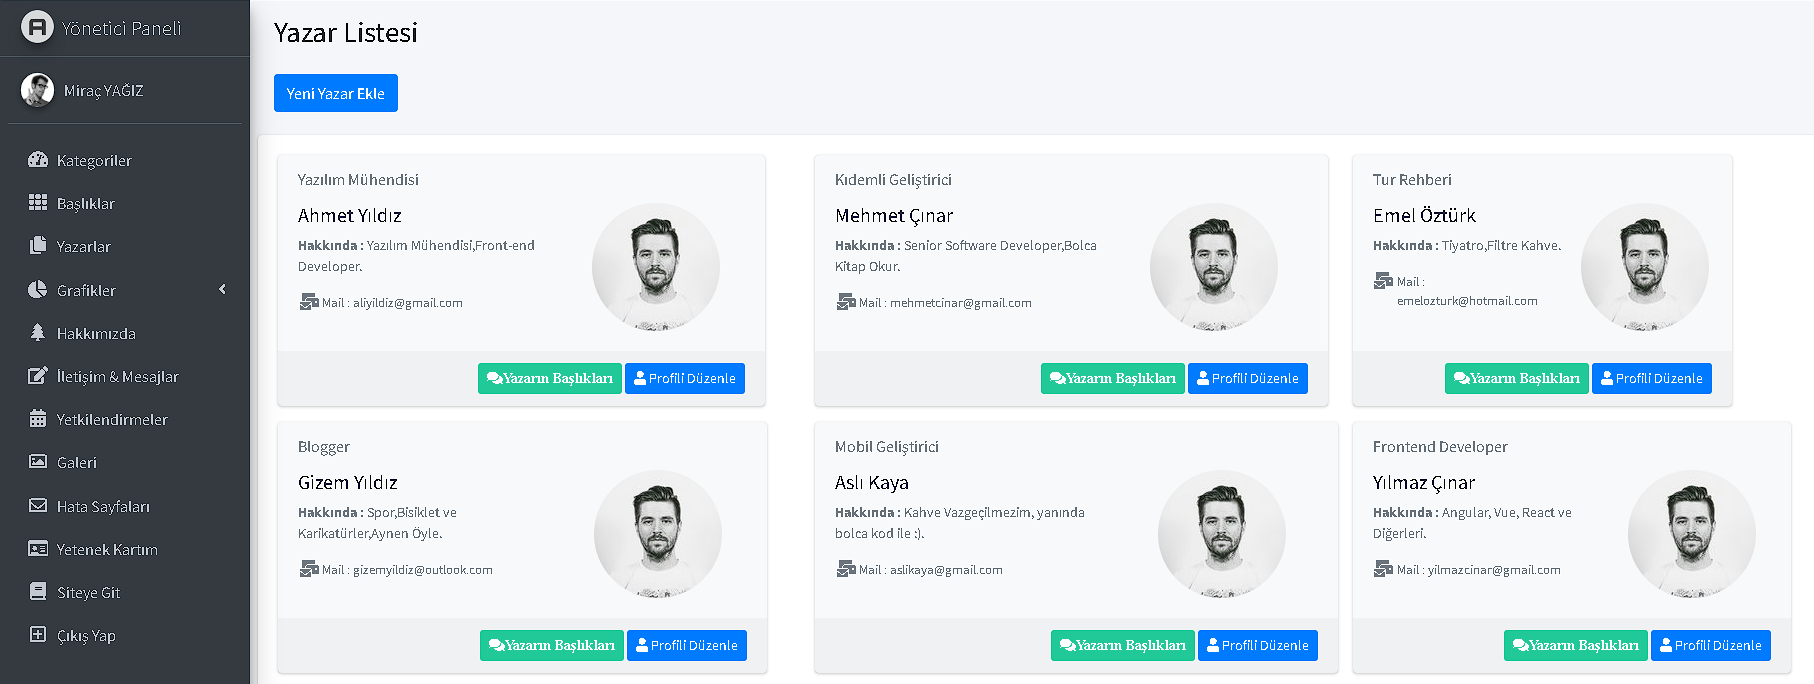 Yönetici Paneli
Miraç YAĞIZ
Kategoriler
Başlıklar
Yazarlar
Grafikler
Hakkımızda
İletişim & Mesajlar
Yetkilendirmeler
Galeri
Hata Sayfaları
Yetenek Kartım
Siteye Git
Çıkış Yap
Yazar Listesi
Yeni Yazar Ekle
Yazılım Mühendisi
Ahmet Yıldız
Hakkında : Yazılım Mühendisi,Front-end
Developer.
Mail : aliyildiz@gmail.com
Yazarın Başlıkları
Profili Düzenle
Kıdemli Geliştirici
Mehmet Çınar
Hakkında : Senior Software Developer,Bolca
Kitap Okur.
Mail : mehmetcinar@gmail.com
Yazarın Başlıkları
Profili Düzenle
Tur Rehberi
Emel Öztürk
Hakkında : Tiyatro,Filtre Kahve.
Mail :
emelozturk@hotmail.com
Yazarın Başlıkları
Profili Düzenle
Blogger
Gizem Yıldız
Hakkında : Spor,Bisiklet ve
Karikatürler,Aynen Öyle.
Mail : gizemyildiz@outlook.com
Yazarın Başlıkları
Profili Düzenle
Mobil Geliştirici
Aslı Kaya
Hakkında : Kahve Vazgeçilmezim, yanında
bolca kod ile :).
Mail : aslikaya@gmail.com
Yazarın Başlıkları
Profili Düzenle
Frontend Developer
Yılmaz Çınar
Hakkında : Angular, Vue, React ve
Diğerleri.
Mail : yilmazcinar@gmail.com
Yazarın Başlıkları
Profili Düzenle